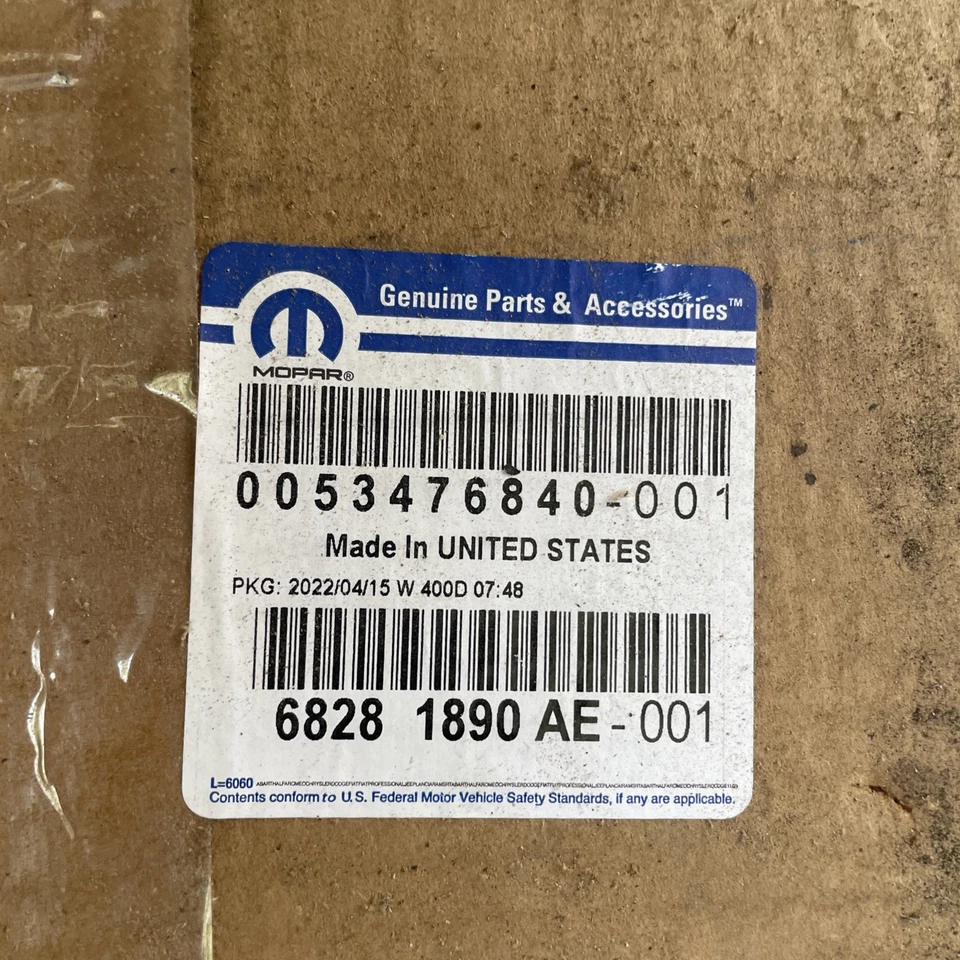 Genuine Parts & Accessories™
MOPAR®
0053476840-001
Made In UNITED STATES
PKG: 2022/04/15 W 400D 07:48
6828 1890 AE-001
L=6060
Contents conform to U.S. Federal Motor Vehicle Safety Standards, if any are applicable.